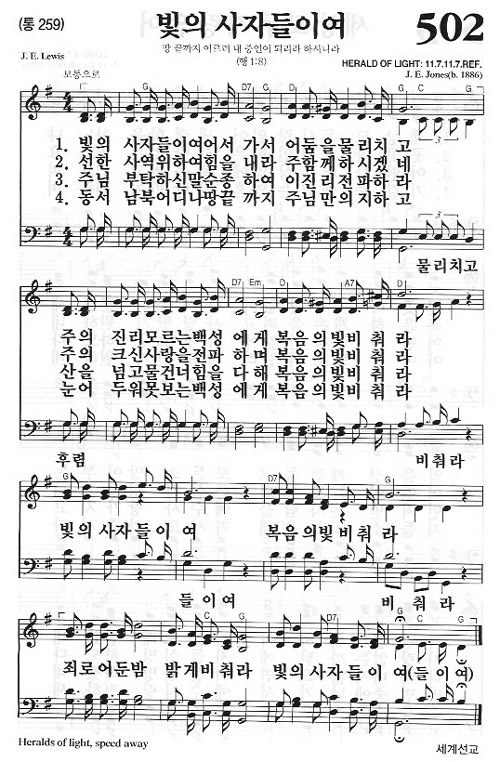 (통 259)
빛의 사자들이여
502
땅 끝까지 이르러 내 증인이 되리라 하시니라
(행 1:8)
J. E. Lewis
HERALD OF LIGHT: 11.7.11.7.REF.
J. E. Jones(b. 1886)
보통으로
G D7 G G C G
1. 빛의 사자들이여어서 가서 어둠을물리치고
2. 선한 사역위하여힘을 내라 주함께하시겠네
3. 주님 부탁하신말순종 하여 이진리전파하라
4. 동서 남북어디나땅끝 까지 주님만의지하고
물리치고
D7 Em D A7 D G D7
주의 진리모르는백성 에게 복음의빛비 춰라
주의 크신사랑을전파 하며 복음의빛비 춰라
산을 넘고물건너힘을 다해 복음의빛비 춰라
눈어 두워못보는백성 에게 복음의빛비 춰라
후렴
비춰라
G D7 G
빛의사자들이여 복음의빛비춰라
들이여 비춰라
G C G G D7 G C G
죄로어둔밤 밝게비춰라 빛의사자들이 여(들이여)
Heralds of light, speed away
세계선교